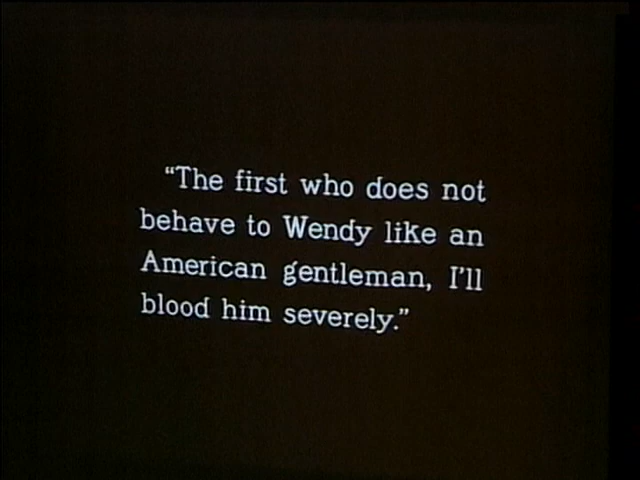 “The first who does not
behave to Wendy like an
American gentleman, I’ll
blood him severely.”